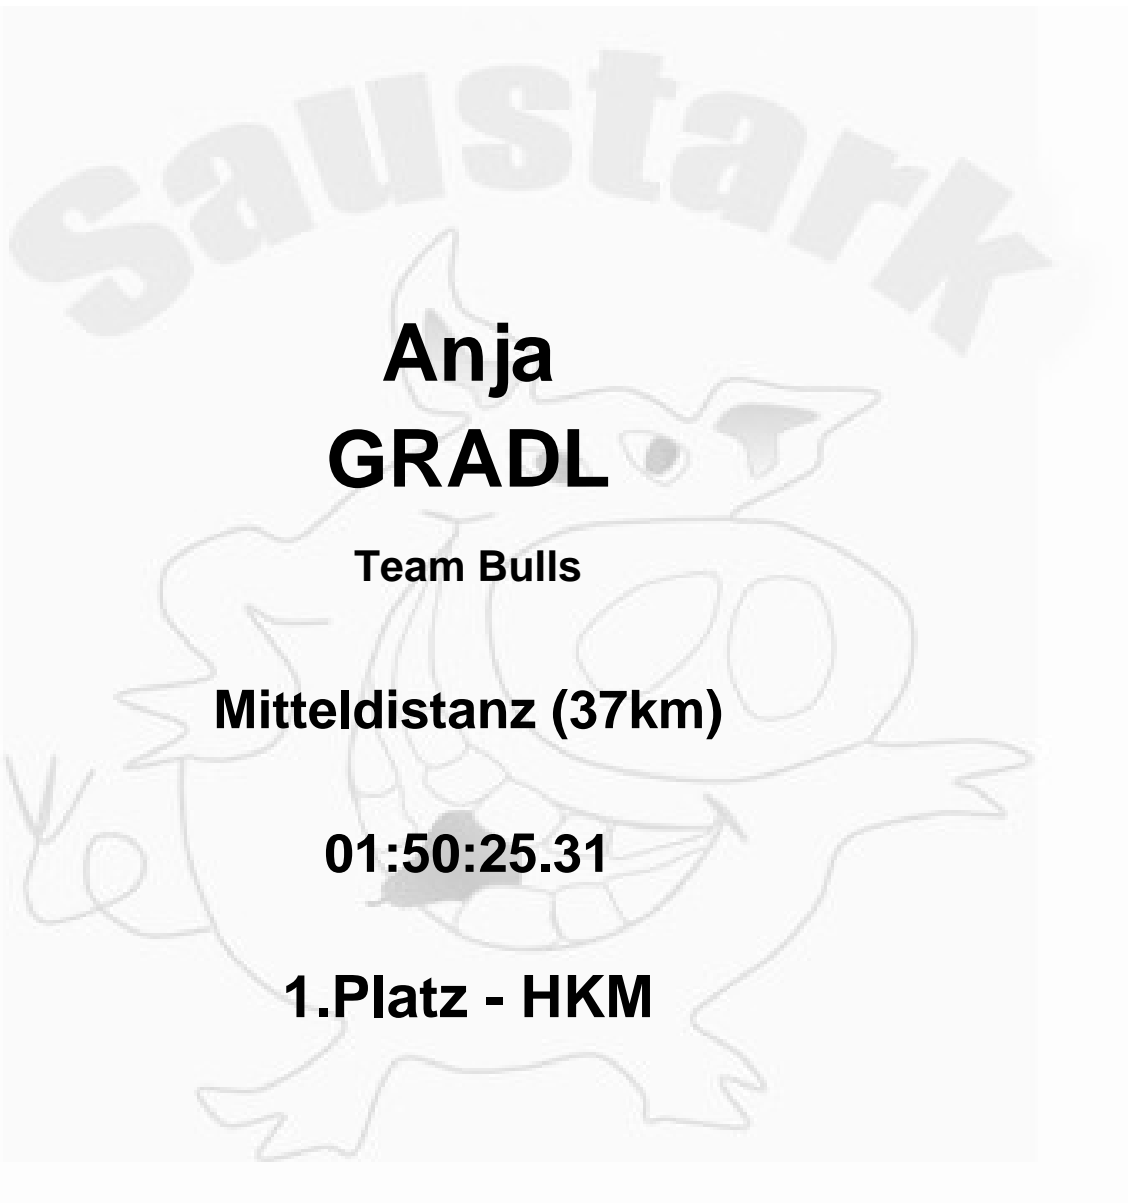 Saustark
Anja
GRADL
Team Bulls
Mitteldistanz (37km)
01:50:25.31
1.Platz - HKM